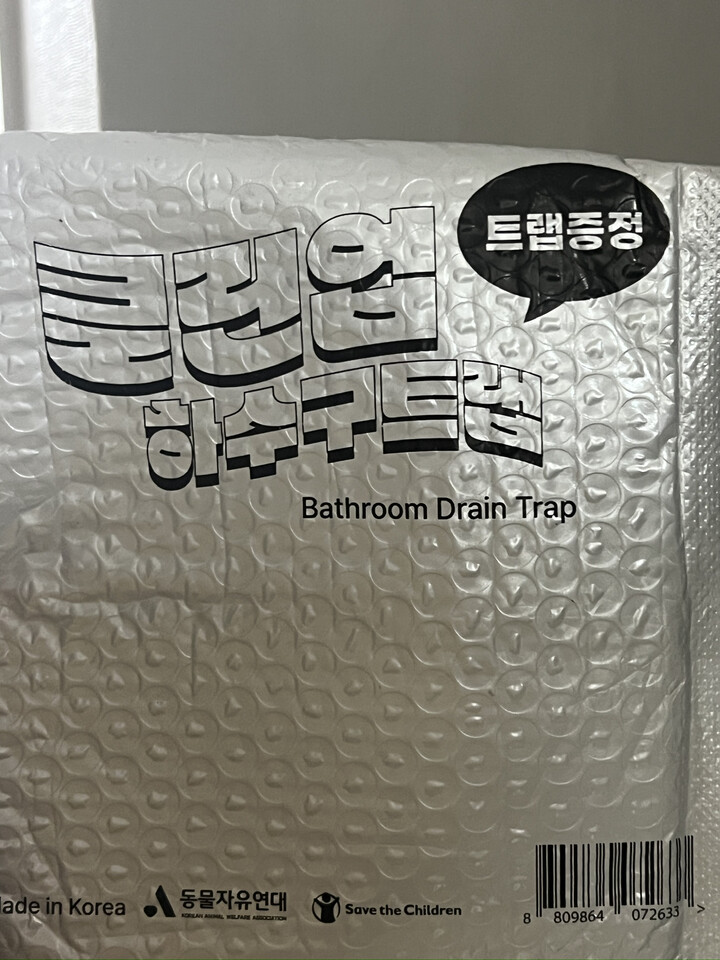 트랩증정
클린업
하수구트랩
Bathroom Drain Trap
Made in Korea
동물자유연대
KOREAN ANIMAL WELFARE ASSOCIATION
Save the Children
8 809864 072633 >